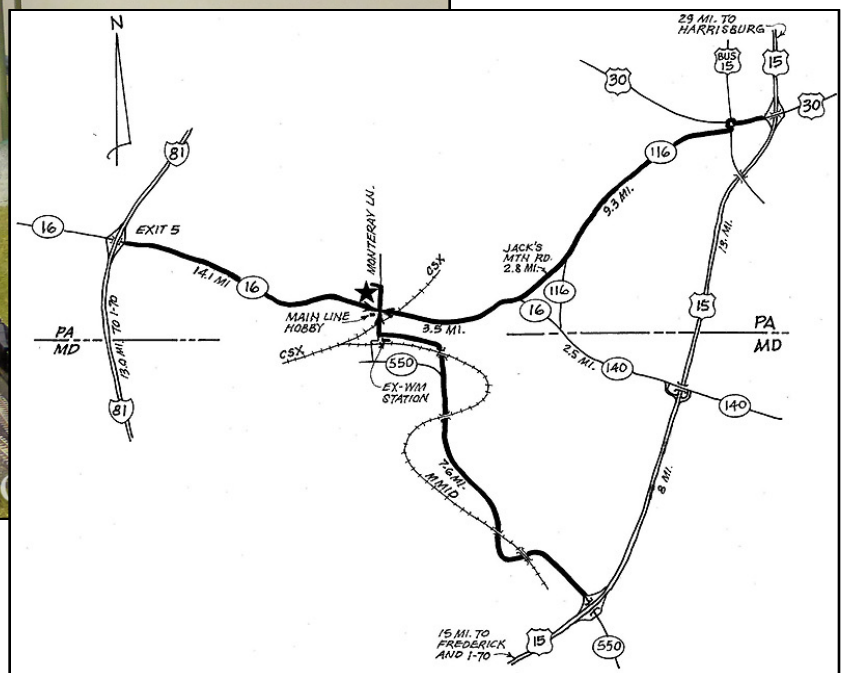 N
29 MI. TO
HARRISBURG
BUS
15
15
30
30
81
116
9.3 MI.
16
EXIT 5
MONTERAY LN.
CSX
JACK'S
MTN RD.
2.8 MI.
13 MI.
14.1 MI
16
116
16
MAIN LINE
HOBBY
3.5 MI.
15
PA
MD
PA
MD
13.0 MI. TO I-70
CSX
550
EX-WM
STATION
2.5 MI.
140
140
81
7.6 MI.
MMID
8 MI.
15 MI. TO
FREDERICK
AND I-70
15
550